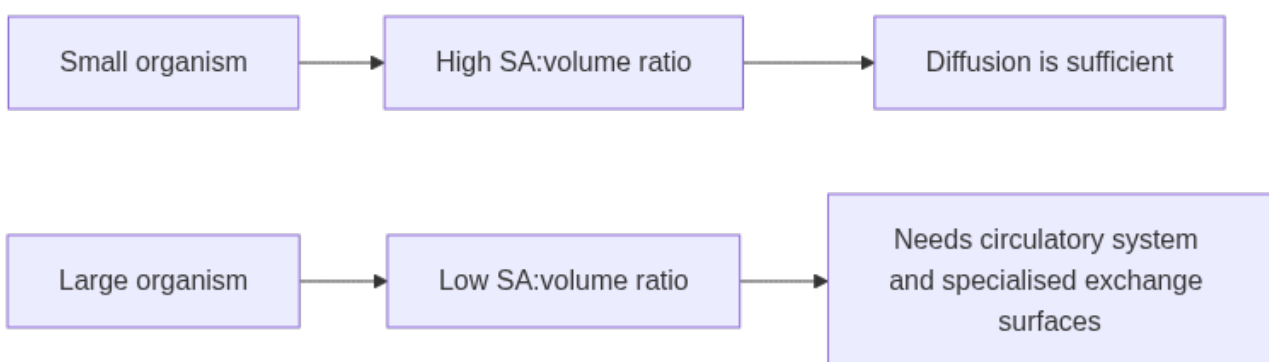 Small organism
High SA:volume ratio
Diffusion is sufficient
Large organism
Low SA:volume ratio
Needs circulatory system
and specialised exchange
surfaces